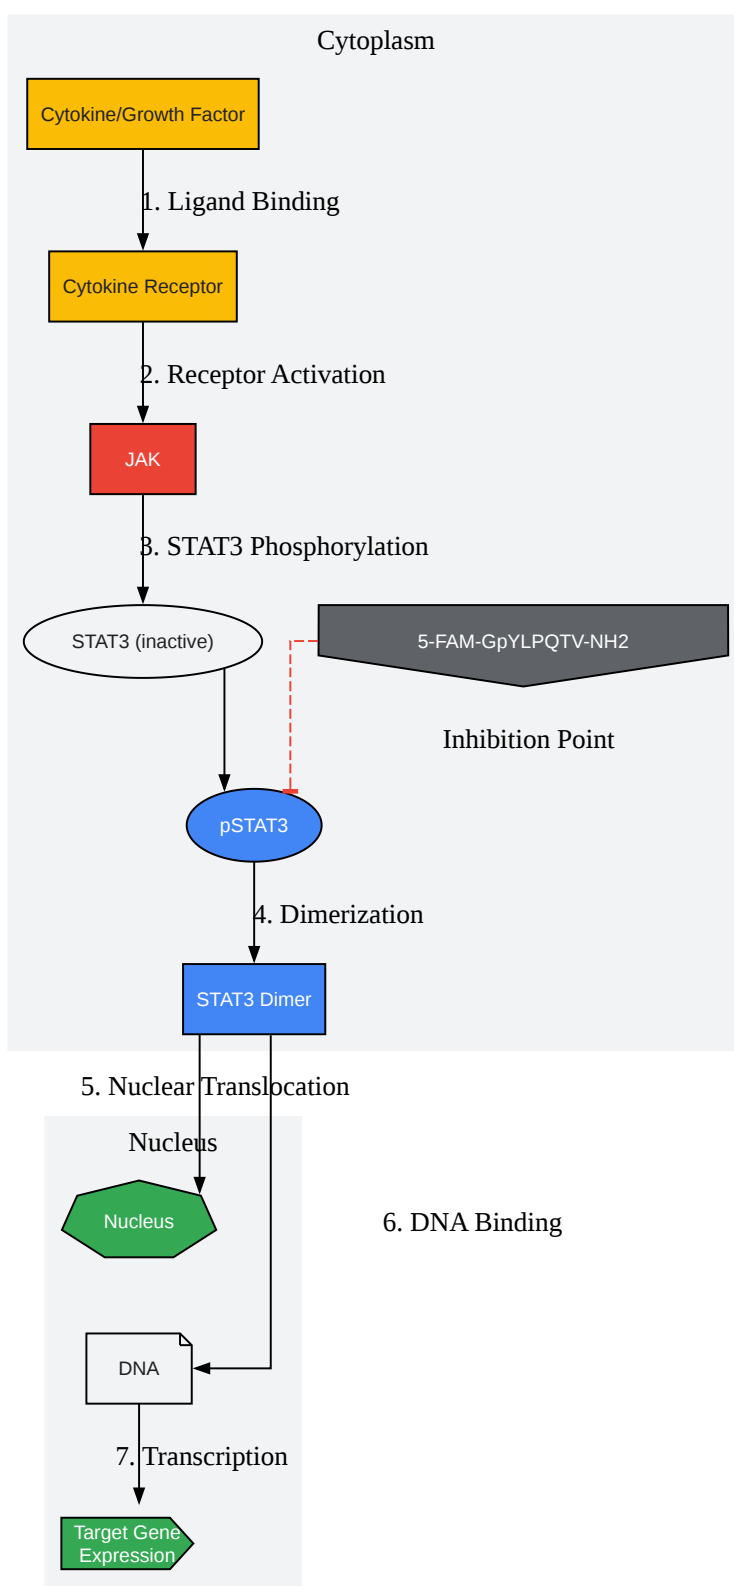 Cytoplasm
Cytokine/Growth Factor
1. Ligand Binding
Cytokine Receptor
2. Receptor Activation
JAK
3. STAT3 Phosphorylation
STAT3 (inactive)
5-FAM-GpYLPQTV-NH2
Inhibition Point
pSTAT3
4. Dimerization
STAT3 Dimer
5. Nuclear Translocation
Nucleus
Nucleus
6. DNA Binding
DNA
7. Transcription
Target Gene
Expression